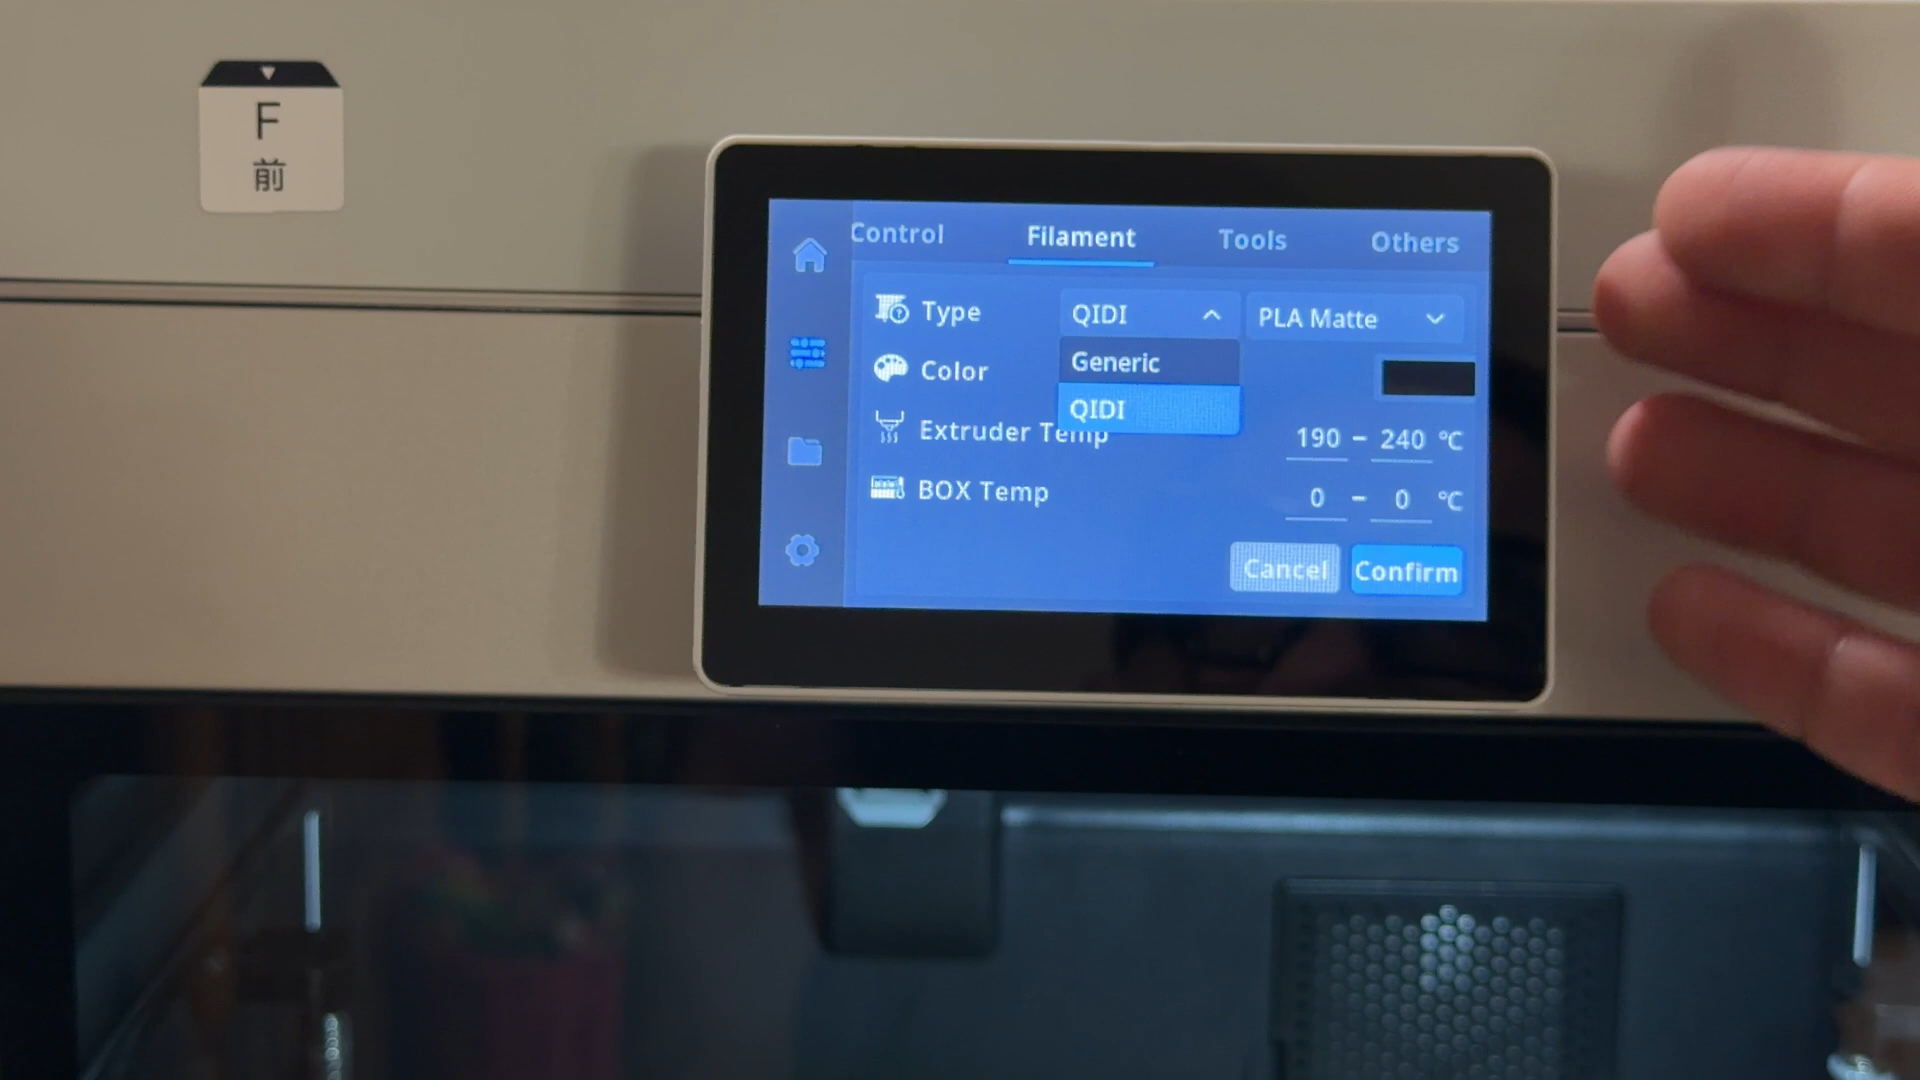 F
前
Control Filament Tools Others
Type QIDI PLA Matte
Generic
Color
QIDI
Extruder Temp 190 - 240 °C
BOX Temp 0 - 0 °C
Cancel Confirm